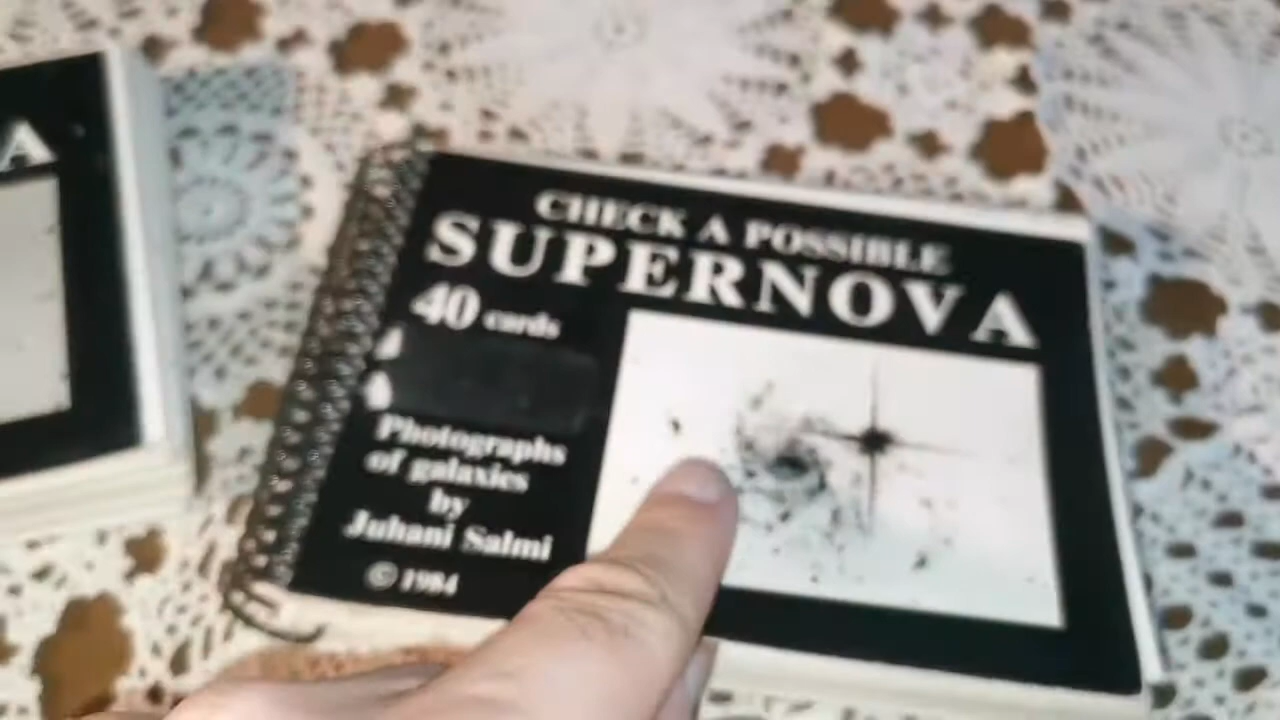 A
CHECK A POSSIBLE
SUPERNOVA
40 cards
Photographs
of galaxies
by
Juhani Salmi
© 1984